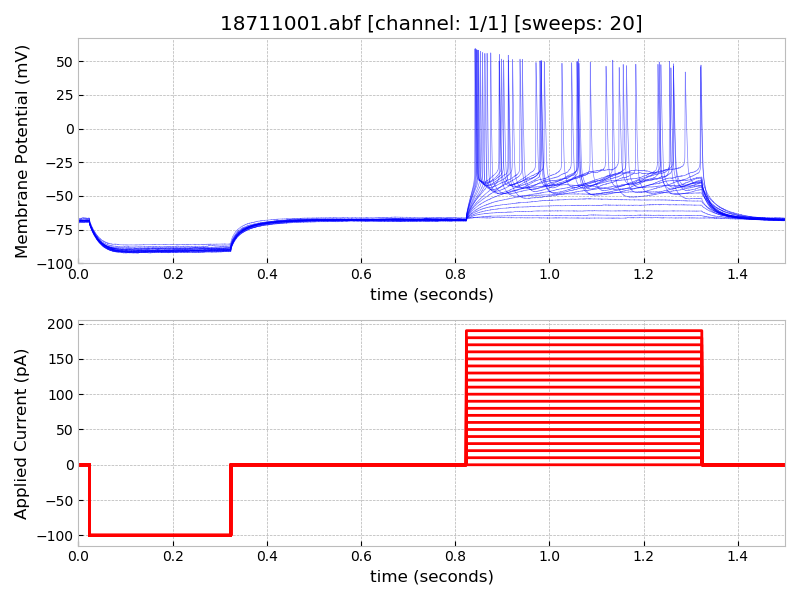 18711001.abf [channel: 1/1] [sweeps: 20]
Membrane Potential (mV)
50
25
0
−25
−50
−75
−100
0.0 0.2 0.4 0.6 0.8 1.0 1.2 1.4
time (seconds)
Applied Current (pA)
200
150
100
50
0
−50
−100
0.0 0.2 0.4 0.6 0.8 1.0 1.2 1.4
time (seconds)